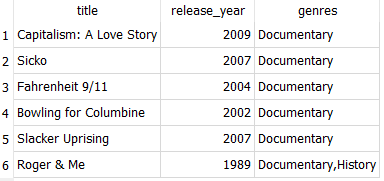 title release_year genres
1 Capitalism: A Love Story 2009 Documentary
2 Sicko 2007 Documentary
3 Fahrenheit 9/11 2004 Documentary
4 Bowling for Columbine 2002 Documentary
5 Slacker Uprising 2007 Documentary
6 Roger & Me 1989 Documentary,History